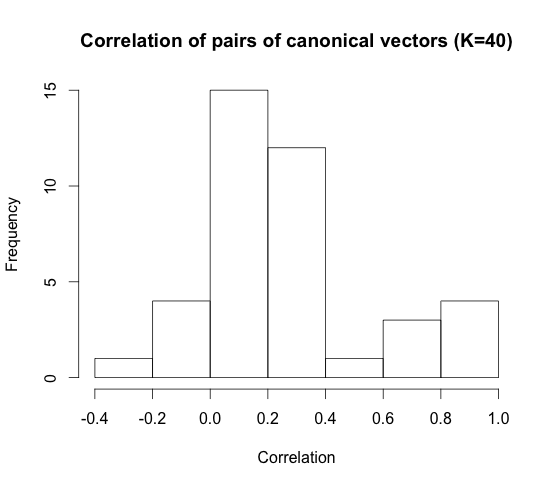 Correlation of pairs of canonical vectors (K=40)
15
10
5
0
Frequency
-0.4 -0.2 0.0 0.2 0.4 0.6 0.8 1.0
Correlation